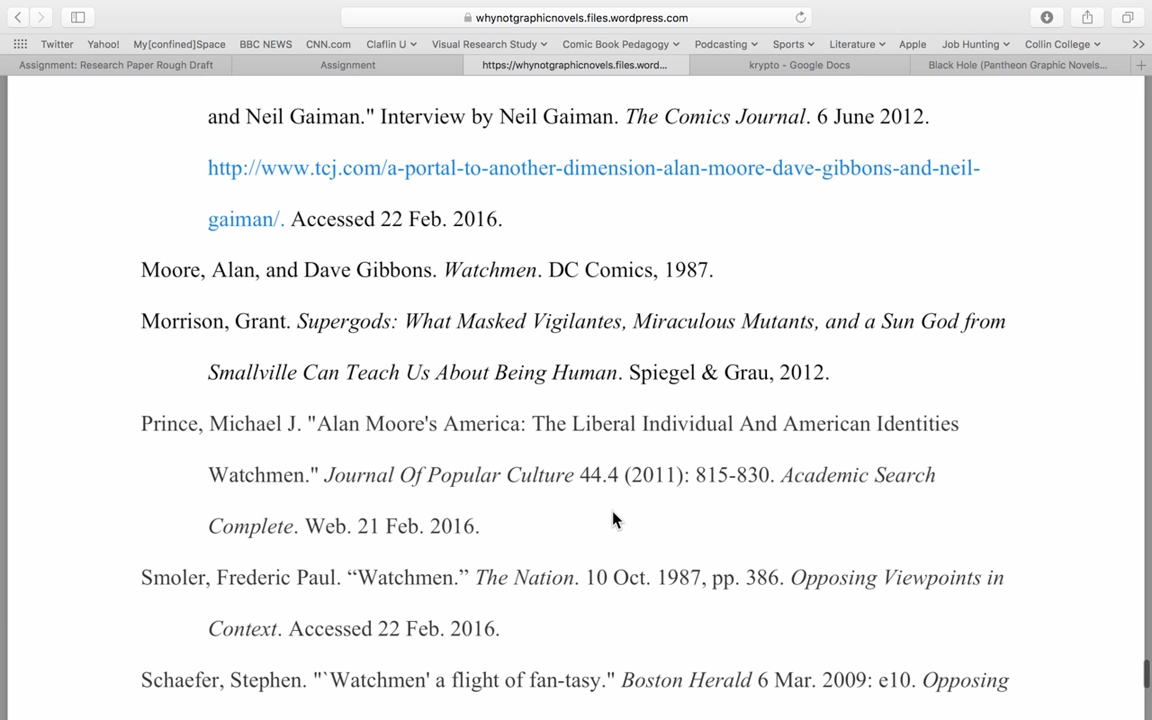 whynotgraphicnovels.files.wordpress.com
Twitter Yahoo! My[confined]Space BBC NEWS CNN.com Claflin U Visual Research Study Comic Book Pedagogy Podcasting Sports Literature Apple Job Hunting Collin College
Assignment: Research Paper Rough Draft Assignment https://whynotgraphicnovels.files.word... krypto - Google Docs Black Hole (Pantheon Graphic Novels...
and Neil Gaiman." Interview by Neil Gaiman. The Comics Journal. 6 June 2012.
http://www.tcj.com/a-portal-to-another-dimension-alan-moore-dave-gibbons-and-neil-
gaiman/. Accessed 22 Feb. 2016.
Moore, Alan, and Dave Gibbons. Watchmen. DC Comics, 1987.
Morrison, Grant. Supergods: What Masked Vigilantes, Miraculous Mutants, and a Sun God from
Smallville Can Teach Us About Being Human. Spiegel & Grau, 2012.
Prince, Michael J. "Alan Moore's America: The Liberal Individual And American Identities
Watchmen." Journal Of Popular Culture 44.4 (2011): 815-830. Academic Search
Complete. Web. 21 Feb. 2016.
Smoler, Frederic Paul. “Watchmen.” The Nation. 10 Oct. 1987, pp. 386. Opposing Viewpoints in
Context. Accessed 22 Feb. 2016.
Schaefer, Stephen. "`Watchmen' a flight of fan-tasy." Boston Herald 6 Mar. 2009: e10. Opposing